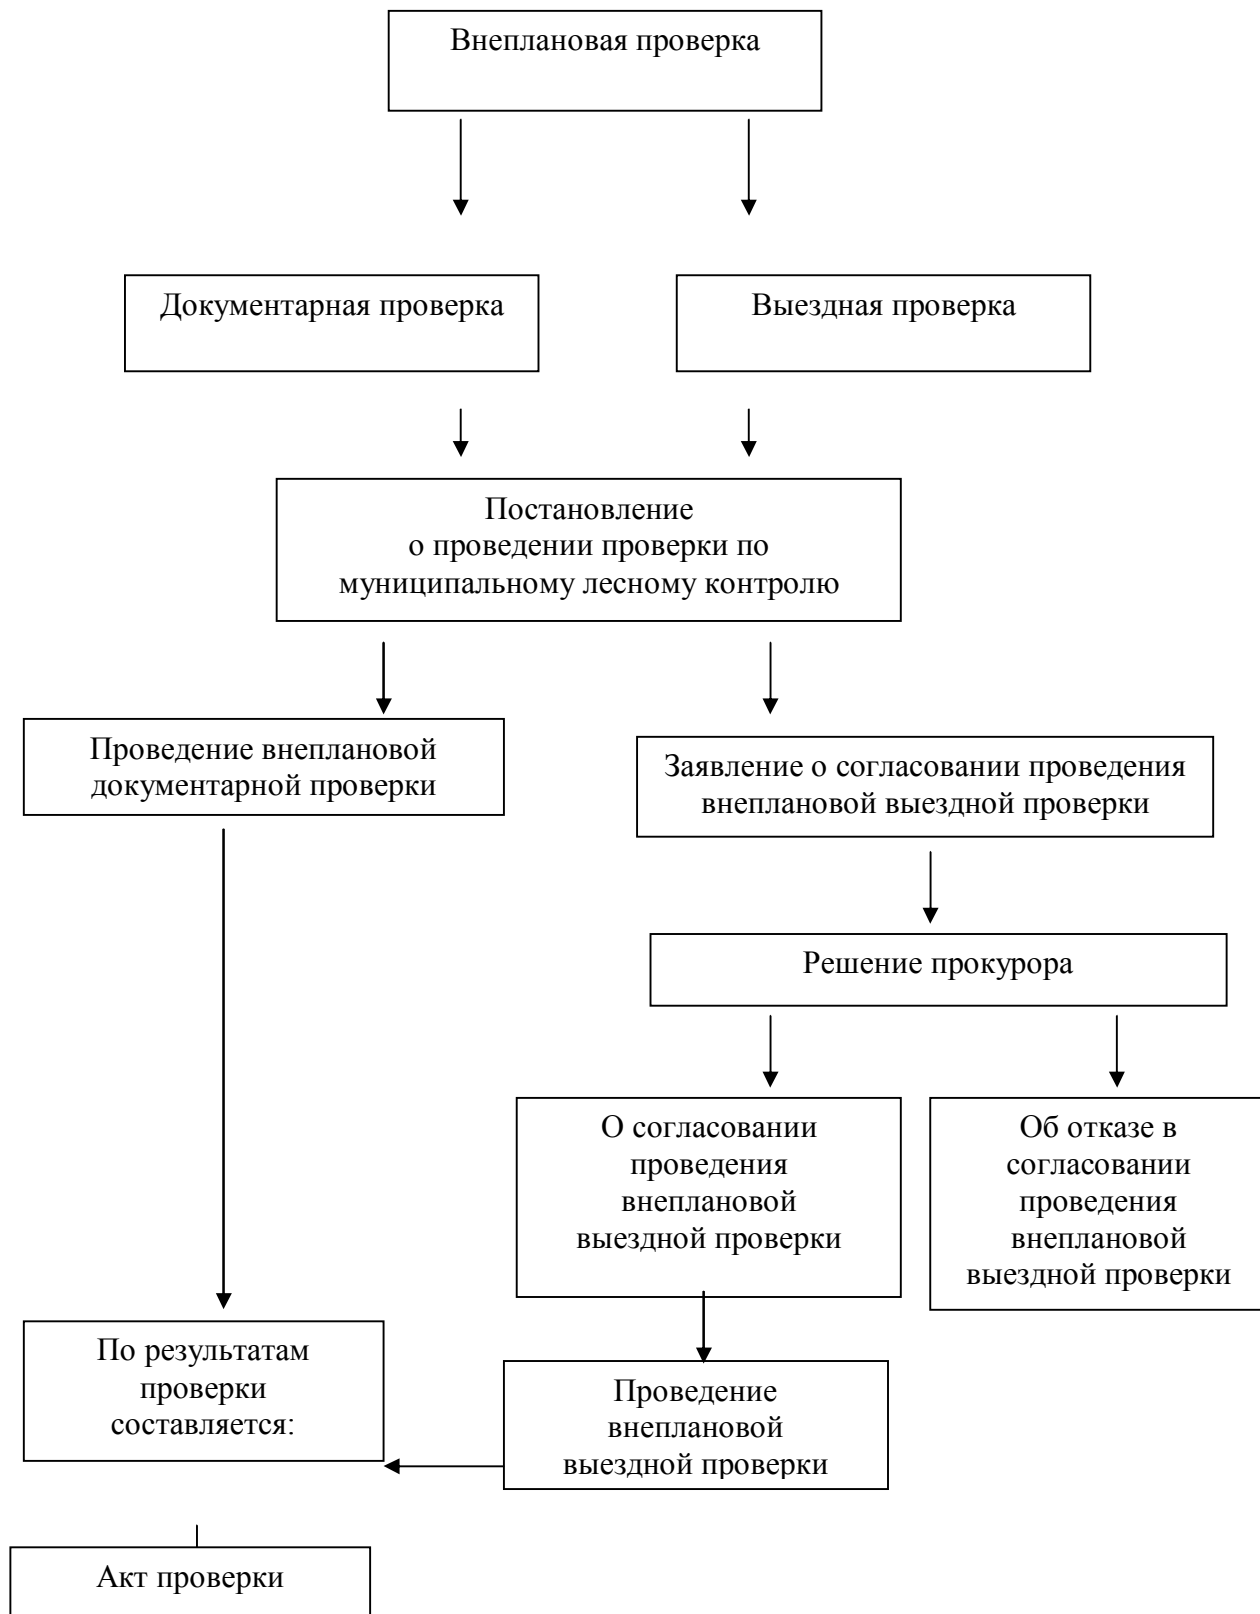 Внеплановая проверка
Документарная проверка
Выездная проверка
Постановление
о проведении проверки по
муниципальному лесному контролю
Проведение внеплановой
документарной проверки
Заявление о согласовании проведения
внеплановой выездной проверки
Решение прокурора
О согласовании
проведения
внеплановой
выездной проверки
Об отказе в
согласовании
проведения
внеплановой
выездной проверки
По результатам
проверки
составляется:
Проведение
внеплановой
выездной проверки
Акт проверки